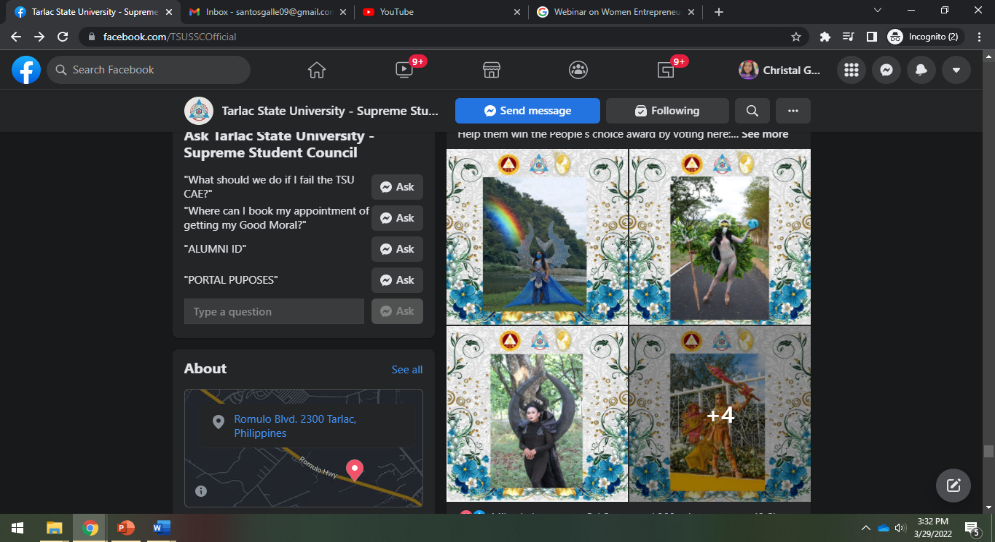 Tarlac State University - Supreme
Inbox - santosgalle09@gmail.co
YouTube
Webinar on Women Entrepreneu
facebook.com/TSUSSCOfficial
Incognito (2)
Search Facebook
9+
9+
Christal G...
Tarlac State University - Supreme Stu...
Send message
Following
Ask Tarlac State University -
Supreme Student Council
"What should we do if I fail the TSU
CAE?"
Ask
"Where can I book my appointment of
getting my Good Moral?"
Ask
"ALUMNI ID"
Ask
"PORTAL PUPOSES"
Ask
Type a question
Ask
About
See all
Romulo Blvd. 2300 Tarlac,
Philippines
Romulo Hwy
Help them win the People's choice award by voting here:... See more
+4
3:32 PM
3/29/2022
5